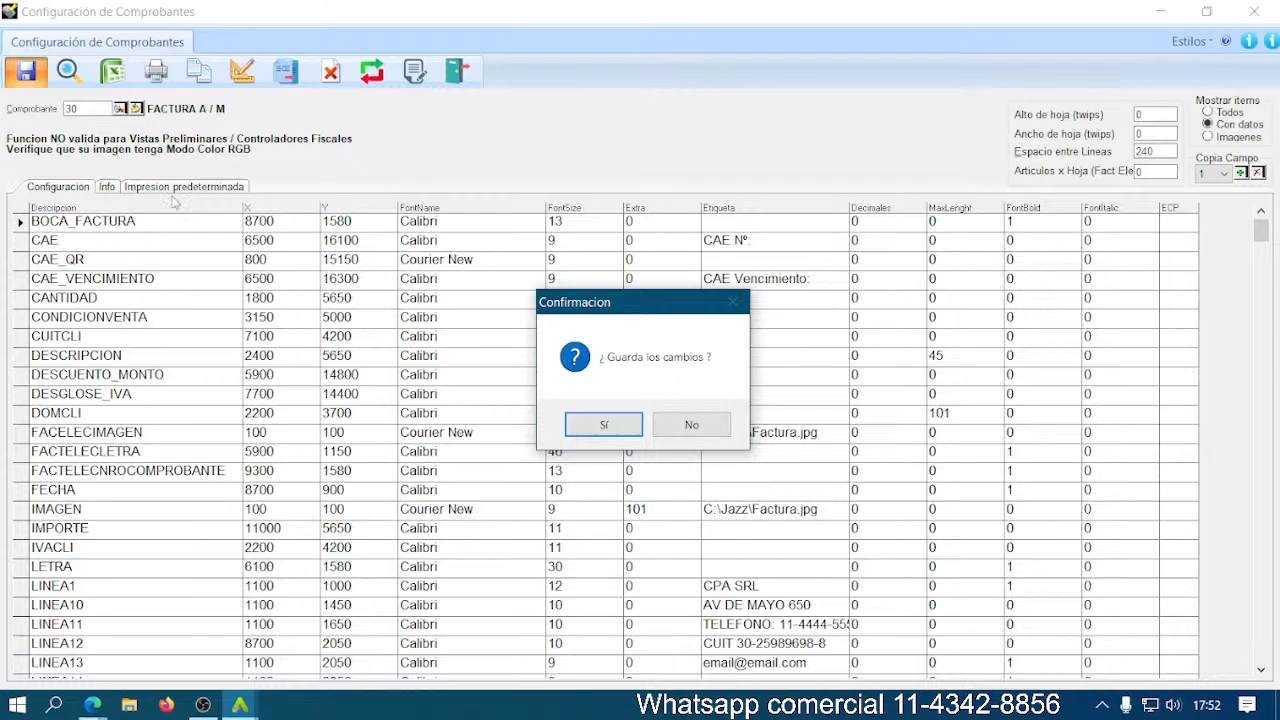 Configuración de Comprobantes
Configuración de Comprobantes
Estilos
Comprobante 30 FACTURA A / M
Funcion NO valida para Vistas Preliminares / Controladores Fiscales
Verifique que su imagen tenga Modo Color RGB
Alto de hoja (twips) 0
Ancho de hoja (twips) 0
Espacio entre Lineas 240
Articulos x Hoja (Fact Ele 0
Mostrar items
Todos
Con datos
Imagenes
Copia Campo
1
Configuracion Info Impresion predeterminada
Descripcion X Y FontName FontSize Extra Etiqueta Decimales MaxLenght FontBold FontItalic ECP
BOCA_FACTURA 8700 1580 Calibri 13 0 0 0 1 0
CAE 6500 16100 Calibri 9 0 CAE Nº: 0 0 0 0
CAE_QR 800 15150 Courier New 9 0 0 0 0 0
CAE_VENCIMIENTO 6500 16300 Calibri 9 0 CAE Vencimiento: 0 0 0 0
CANTIDAD 1800 5650 Calibri 0 0 0 0
CONDICIONVENTA 3150 5000 Calibri 0 0 0 0
CUITCLI 7100 4200 Calibri 0 0 0 0
DESCRIPCION 2400 5650 Calibri 0 45 0 0
DESCUENTO_MONTO 5900 14800 Calibri 0 0 0 0
DESGLOSE_IVA 7700 14400 Calibri 0 0 0 0
DOMCLI 2200 3700 Calibri 0 101 0 0
FACELECIMAGEN 100 100 Courier New \Factura.jpg 0 0 0 0
FACTELECLETRA 5900 1150 Calibri 46 0 0 0 1 0
FACTELECNROCOMPROBANTE 9300 1580 Calibri 13 0 0 0 1 0
FECHA 8700 900 Calibri 10 0 0 0 1 0
IMAGEN 100 100 Courier New 9 101 C:\Jazz\Factura.jpg 0 0 0 0
IMPORTE 11000 5650 Calibri 11 0 0 0 0 0
IVACLI 2200 4200 Calibri 11 0 0 0 0 0
LETRA 6100 1580 Calibri 30 0 0 0 1 0
LINEA1 1100 1000 Calibri 12 0 CPA SRL 0 0 1 0
LINEA10 1100 1450 Calibri 10 0 AV DE MAYO 650 0 0 0 0
LINEA11 1100 1650 Calibri 10 0 TELEFONO: 11-4444-555 0 0 0 0
LINEA12 8700 2050 Calibri 10 0 CUIT 30-25989698-8 0 0 0 0
LINEA13 1100 2050 Calibri 9 0 email@email.com 0 0 1 0
Confirmacion
¿ Guarda los cambios ?
Sí No
Whatsapp comercial 11-4342-8856
17:52